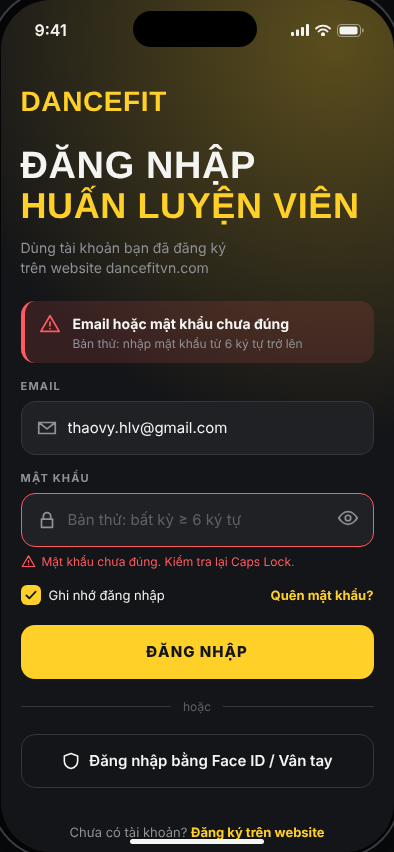 9:41
DANCEFIT
ĐĂNG NHẬP
HUẤN LUYỆN VIÊN
Dùng tài khoản bạn đã đăng ký
trên website dancefitvn.com
Email hoặc mật khẩu chưa đúng
Bản thử: nhập mật khẩu từ 6 ký tự trở lên
EMAIL
thaovy.hlv@gmail.com
MẬT KHẨU
Bản thử: bất kỳ ≥ 6 ký tự
Mật khẩu chưa đúng. Kiểm tra lại Caps Lock.
Ghi nhớ đăng nhập Quên mật khẩu?
ĐĂNG NHẬP
hoặc
Đăng nhập bằng Face ID / Vân tay
Chưa có tài khoản? Đăng ký trên website